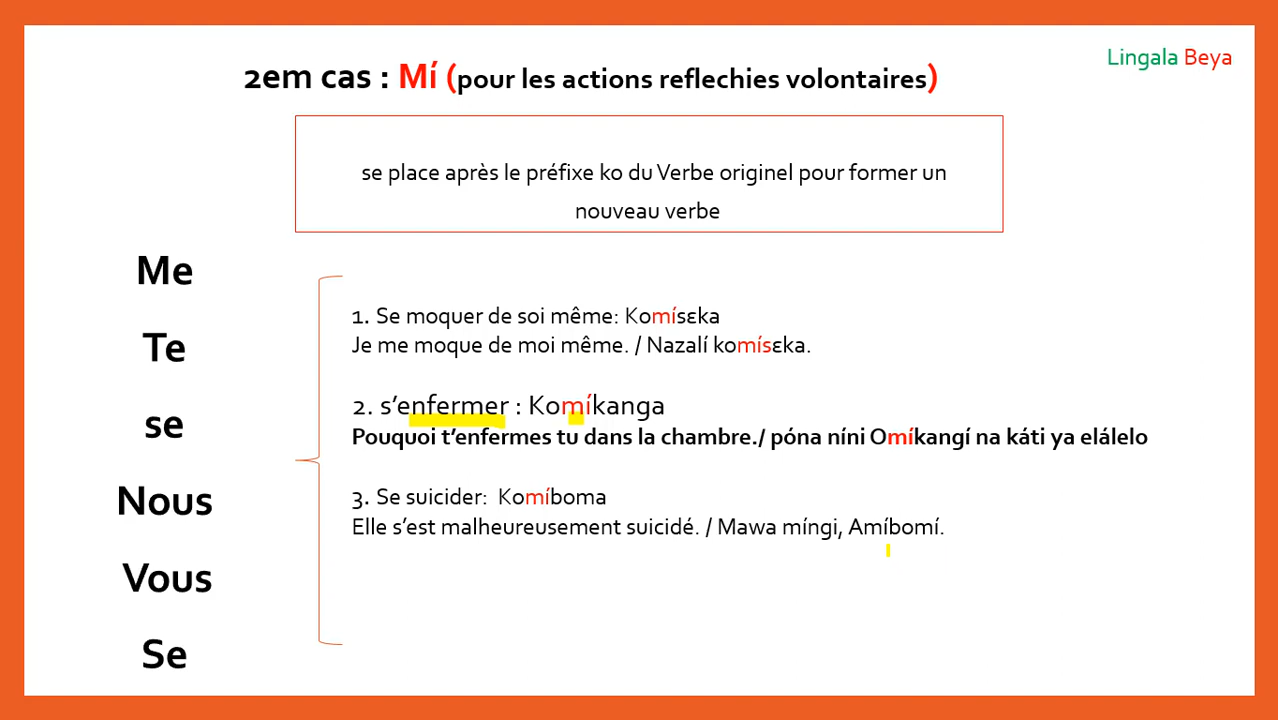 Lingala Beya
2em cas : Mí (pour les actions reflechies volontaires)
se place après le préfixe ko du Verbe originel pour former un
nouveau verbe
Me
Te
se
Nous
Vous
Se
1. Se moquer de soi même: Komísɛka
Je me moque de moi même. / Nazalí komísɛka.
2. s’enfermer : Komíkanga
Pouquoi t’enfermes tu dans la chambre./ póna níni Omíkangí na káti ya elálelo
3. Se suicider: Komíboma
Elle s’est malheureusement suicidé. / Mawa míngi, Amíbomí.